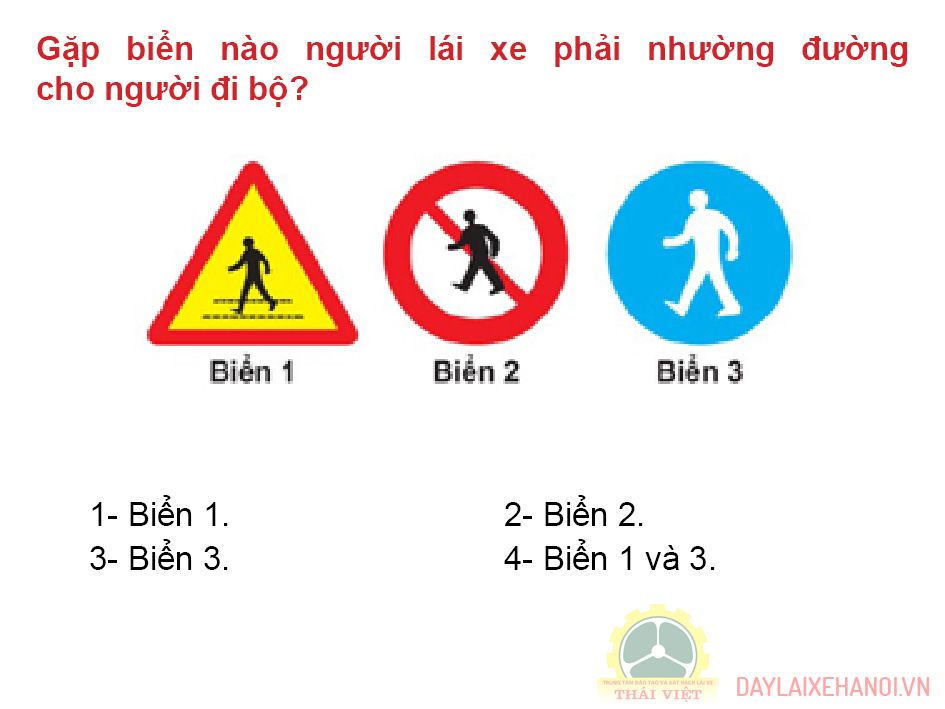 Gặp biển nào người lái xe phải nhường đường
cho người đi bộ?
Biển 1 Biển 2 Biển 3
1- Biển 1. 2- Biển 2.
3- Biển 3. 4- Biển 1 và 3.
TRUNG TÂM ĐÀO TẠO VÀ SÁT HẠCH LÁI XE
THÁI VIỆT
DAYLAIXEHANOI.VN